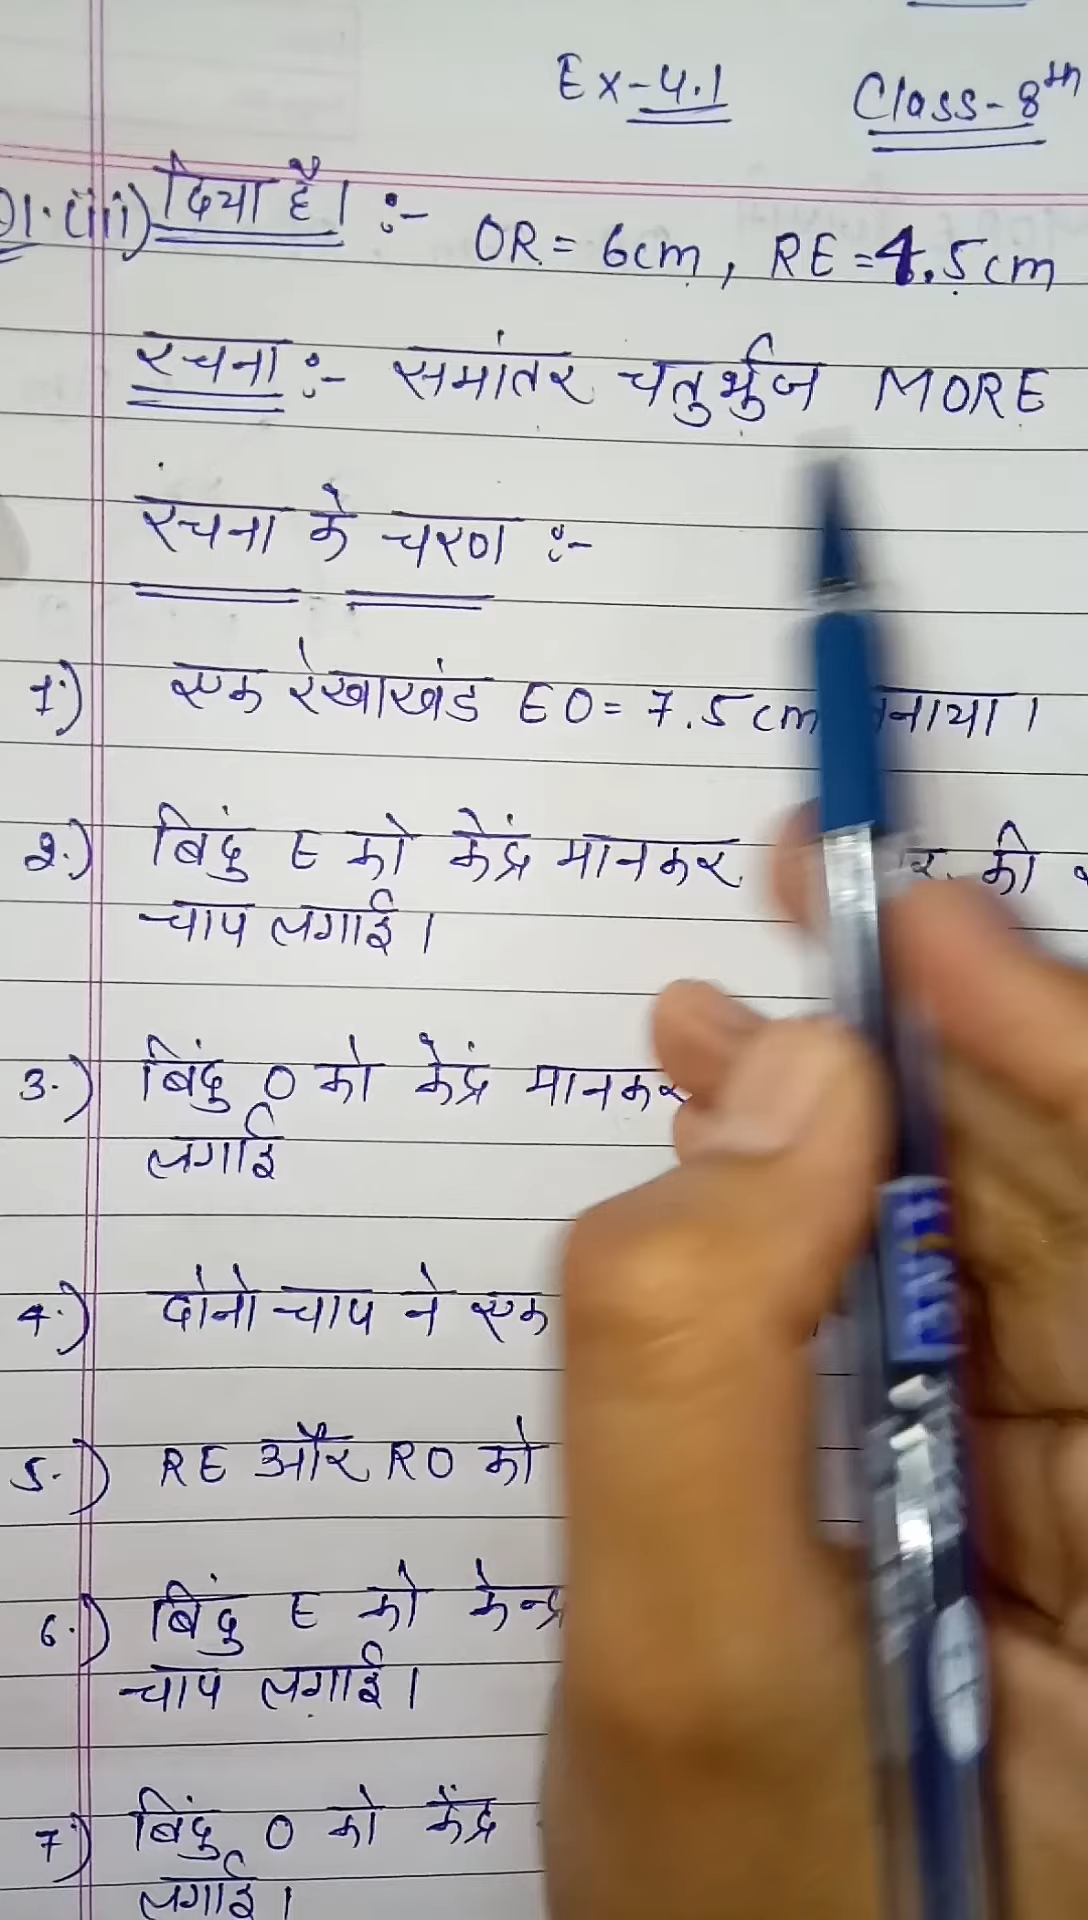 Ex-4.1 Class-8th
Q1.(iii) दिया है। :- OR = 6cm, RE = 4.5cm
रचना :- समांतर चतुर्भुज MORE
रचना के चरण :-
1.) एक रेखाखंड EO = 7.5cm
2.) बिंदु E को केंद्र मानकर की
चाप लगाई।
3.) बिंदु O को केंद्र मानकर
लगाई
4.) दोनो चाप ने एक
5.) RE और RO को
6.) बिंदु E को केन्द्र
चाप लगाई।
7.) बिंदु O को केंद्र
लगाई।